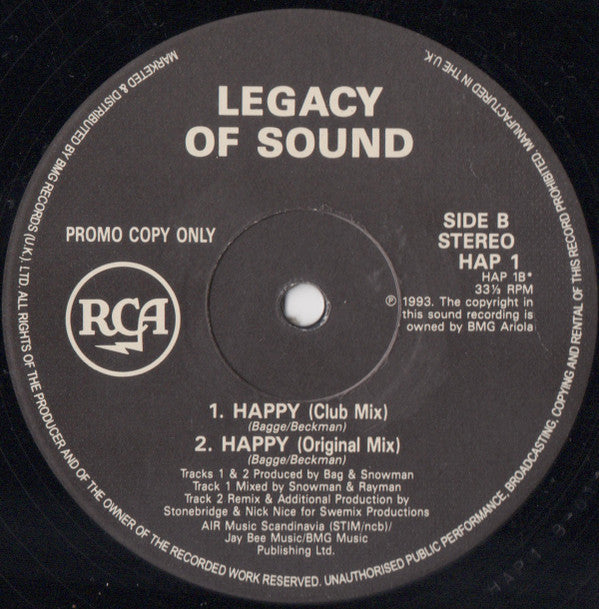 MARKETED & DISTRIBUTED BY BMG RECORDS (U.K.), LTD. ALL RIGHTS OF THE PRODUCER AND OF THE OWNER OF THE RECORDED WORK RESERVED. UNAUTHORISED PUBLIC PERFORMANCE, BROADCASTING, COPYING AND RENTAL OF THIS RECORD PROHIBITED. MANUFACTURED IN THE U.K.
LEGACY
OF SOUND
PROMO COPY ONLY
RCA
SIDE B
STEREO
HAP 1
HAP 1B*
33⅓ RPM
℗ 1993. The copyright in
this sound recording is
owned by BMG Ariola
1. HAPPY (Club Mix)
(Bagge/Beckman)
2. HAPPY (Original Mix)
(Bagge/Beckman)
Tracks 1 & 2 Produced by Bag & Snowman
Track 1 Mixed by Snowman & Rayman
Track 2 Remix & Additional Production by
Stonebridge & Nick Nice for Swemix Productions
AIR Music Scandinavia (STIM/ncb)/
Jay Bee Music/BMG Music
Publishing Ltd.